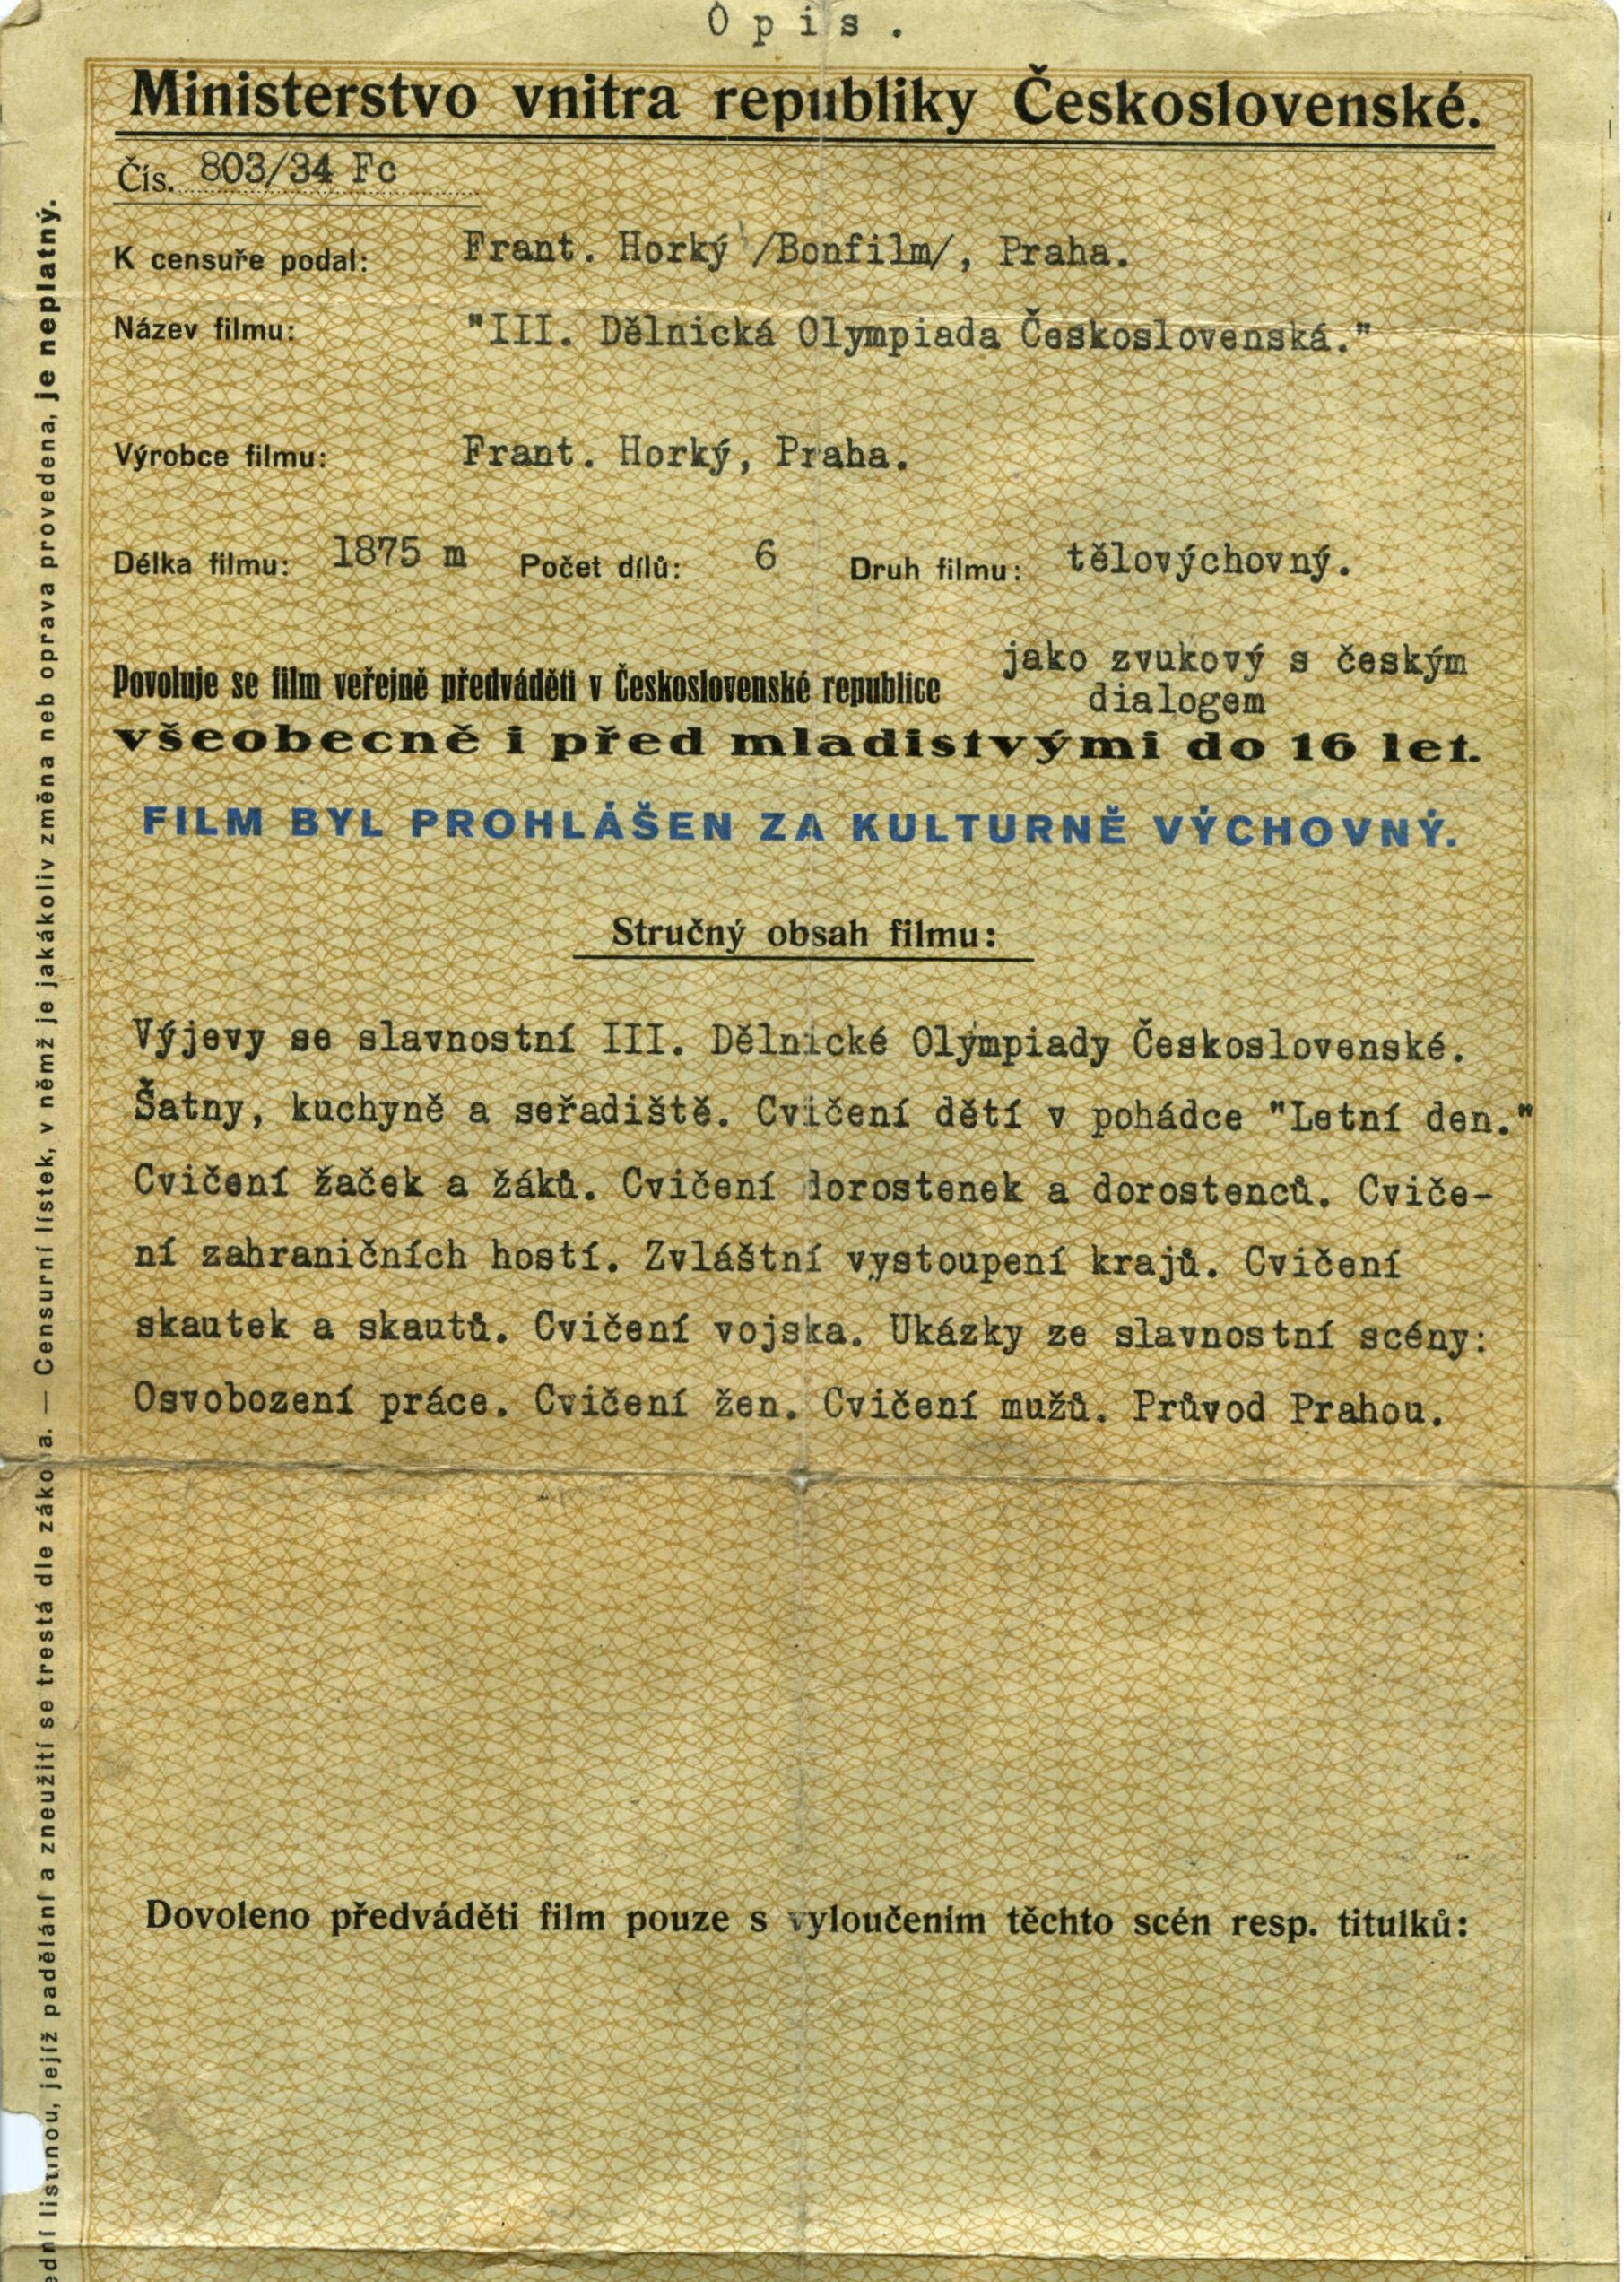 Opis.
Ministerstvo vnitra republiky Československé.
Čís. 803/34 Fc
K censuře podal: Frant. Horký /Bonfilm/, Praha.
Název filmu: "III. Dělnická Olympiada Československá."
Výrobce filmu: Frant. Horký, Praha.
Délka filmu: 1875 m Počet dílů: 6 Druh filmu: tělovýchovný.
Povoluje se film veřejně předváděti v Československé republice jako zvukový s českým
dialogem
všeobecně i před mladistvými do 16 let.
FILM BYL PROHLÁŠEN ZA KULTURNĚ VÝCHOVNÝ.
Stručný obsah filmu:
Výjevy se slavnostní III. Dělnické Olympiady Československé.
Šatny, kuchyně a seřadiště. Cvičení dětí v pohádce "Letní den."
Cvičení žaček a žáků. Cvičení dorostenek a dorostenců. Cviče-
ní zahraničních hostí. Zvláštní vystoupení krajů. Cvičení
skautek a skautů. Cvičení vojska. Ukázky ze slavnostní scény:
Osvobození práce. Cvičení žen. Cvičení mužů. Průvod Prahou.
Dovoleno předváděti film pouze s vyloučením těchto scén resp. titulků:
listinou, jejíž padělání a zneužití se trestá dle zákona. — Censurní lístek, v němž je jakákoliv změna neb oprava provedena, je neplatný.